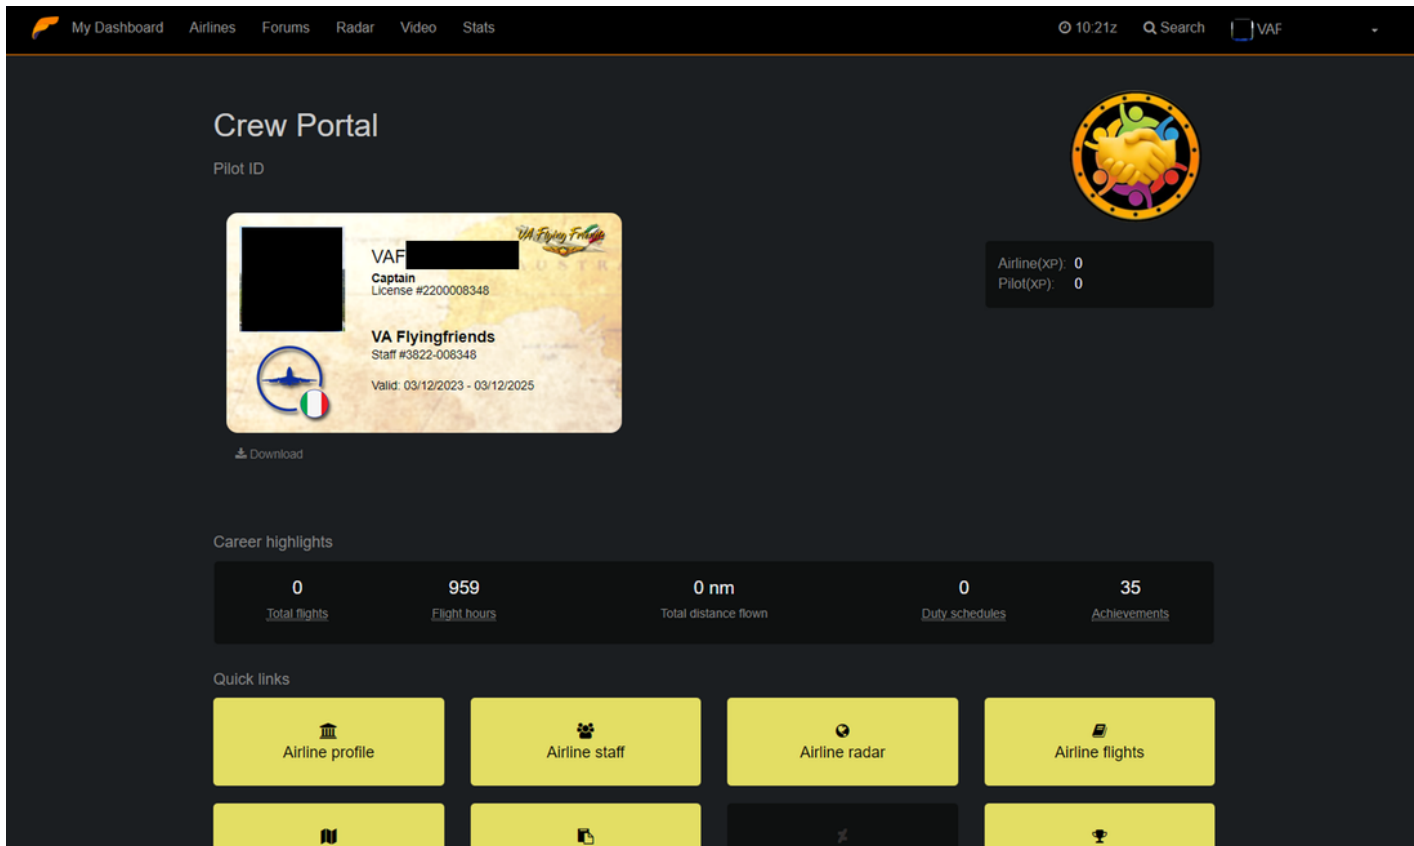 My Dashboard Airlines Forums Radar Video Stats 10:21z Search VAF
Crew Portal
Pilot ID
VA Flying Friends
VAF
Captain
License #2200008348
VA Flyingfriends
Staff #3822-008348
Valid: 03/12/2023 - 03/12/2025
Download
Airline(XP): 0
Pilot(XP): 0
Career highlights
0 959 0 nm 0 35
Total flights Flight hours Total distance flown Duty schedules Achievements
Quick links
Airline profile Airline staff Airline radar Airline flights